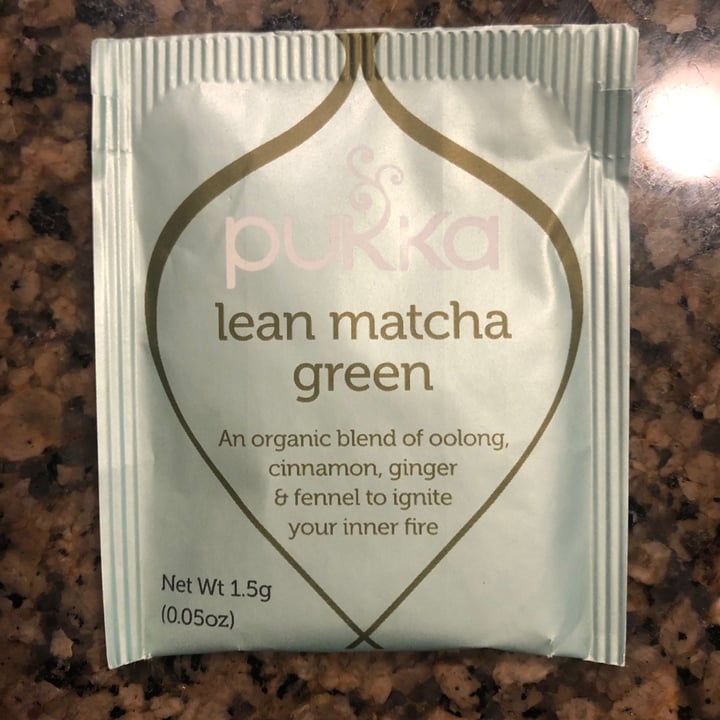 pukka
lean matcha
green
An organic blend of oolong,
cinnamon, ginger
& fennel to ignite
your inner fire
Net Wt 1.5g
(0.05oz)